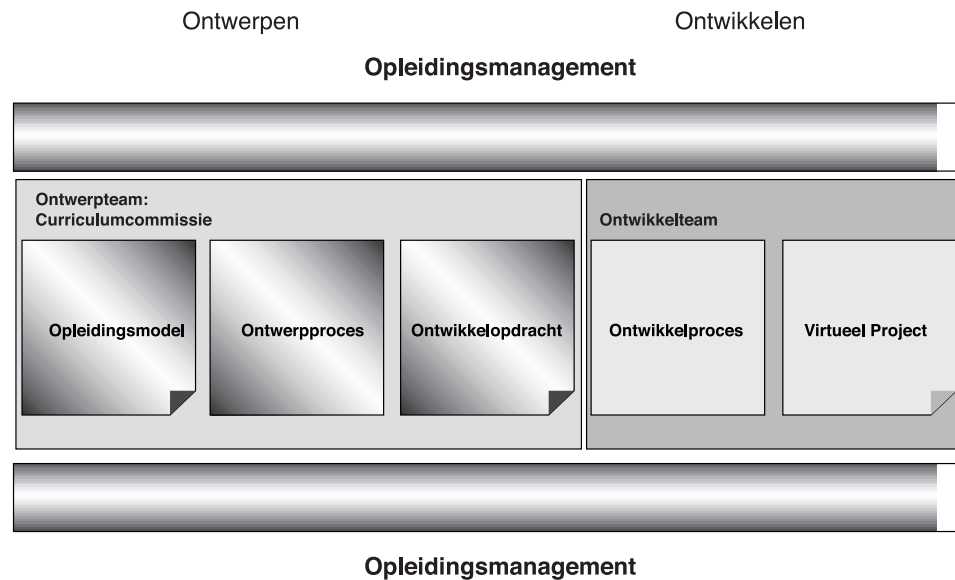 Ontwerpen
Ontwikkelen
Opleidingsmanagement
Ontwerpteam:
Curriculumcommissie
Ontwikkelteam
Opleidingsmodel
Ontwerpproces
Ontwikkelopdracht
Ontwikkelproces
Virtueel Project
Opleidingsmanagement